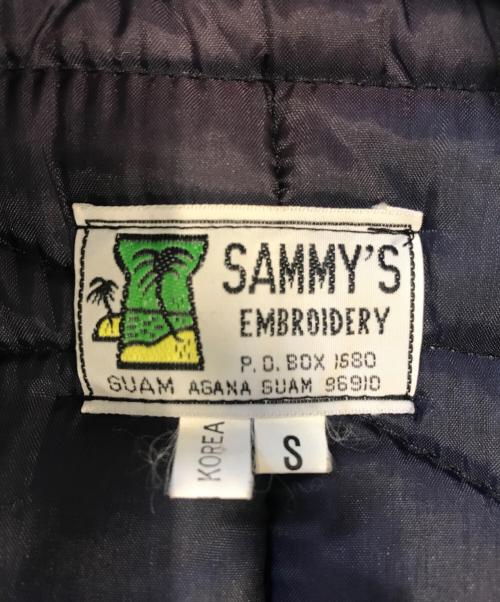 SAMMY'S
EMBROIDERY
P.O. BOX 1680
GUAM AGANA GUAM 96910
KOREA
S